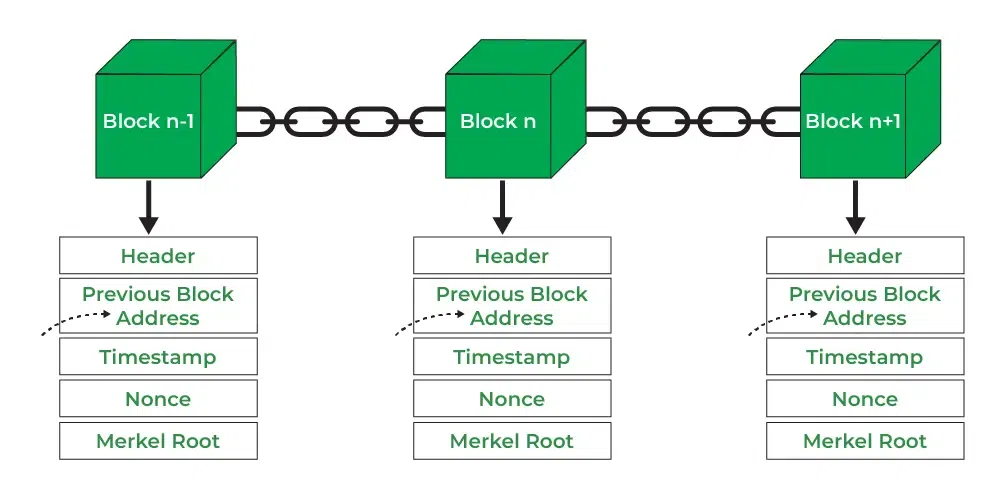 Block n-1
Block n
Block n+1
Header
Previous Block
Address
Timestamp
Nonce
Merkel Root
Header
Previous Block
Address
Timestamp
Nonce
Merkel Root
Header
Previous Block
Address
Timestamp
Nonce
Merkel Root